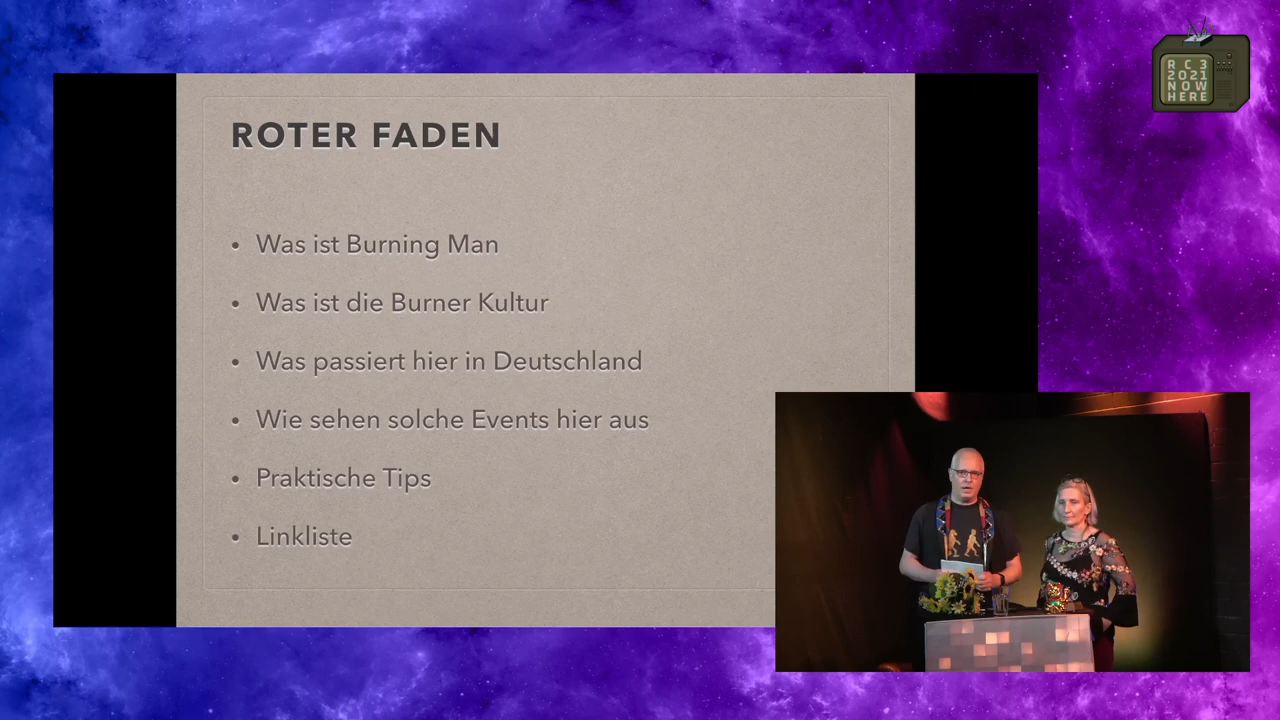 ROTER FADEN
• Was ist Burning Man
• Was ist die Burner Kultur
• Was passiert hier in Deutschland
• Wie sehen solche Events hier aus
• Praktische Tips
• Linkliste
RC3
2021
NOW
HERE